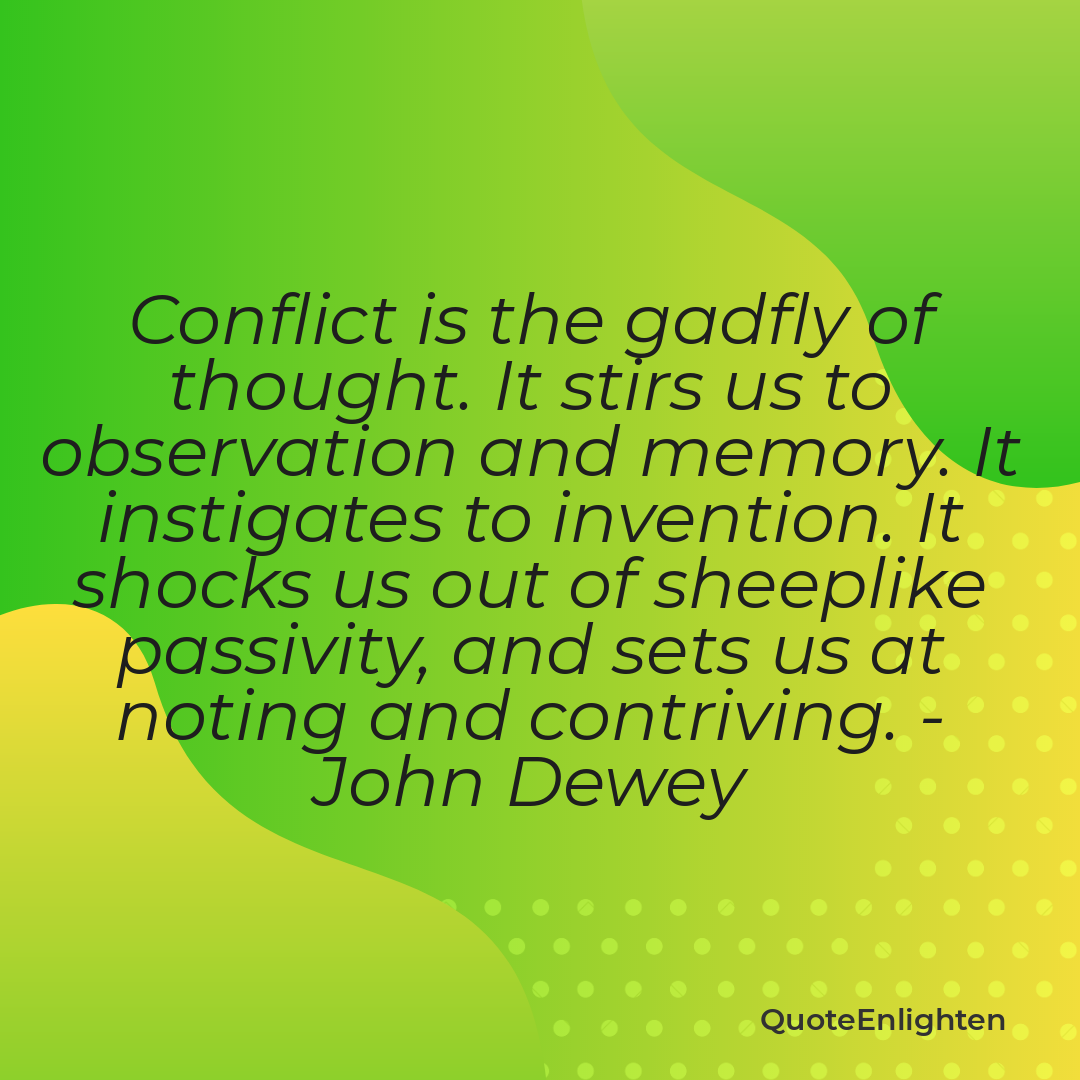 Conflict is the gadfly of
thought. It stirs us to
observation and memory. It
instigates to invention. It
shocks us out of sheeplike
passivity, and sets us at
noting and contriving. -
John Dewey
QuoteEnlighten